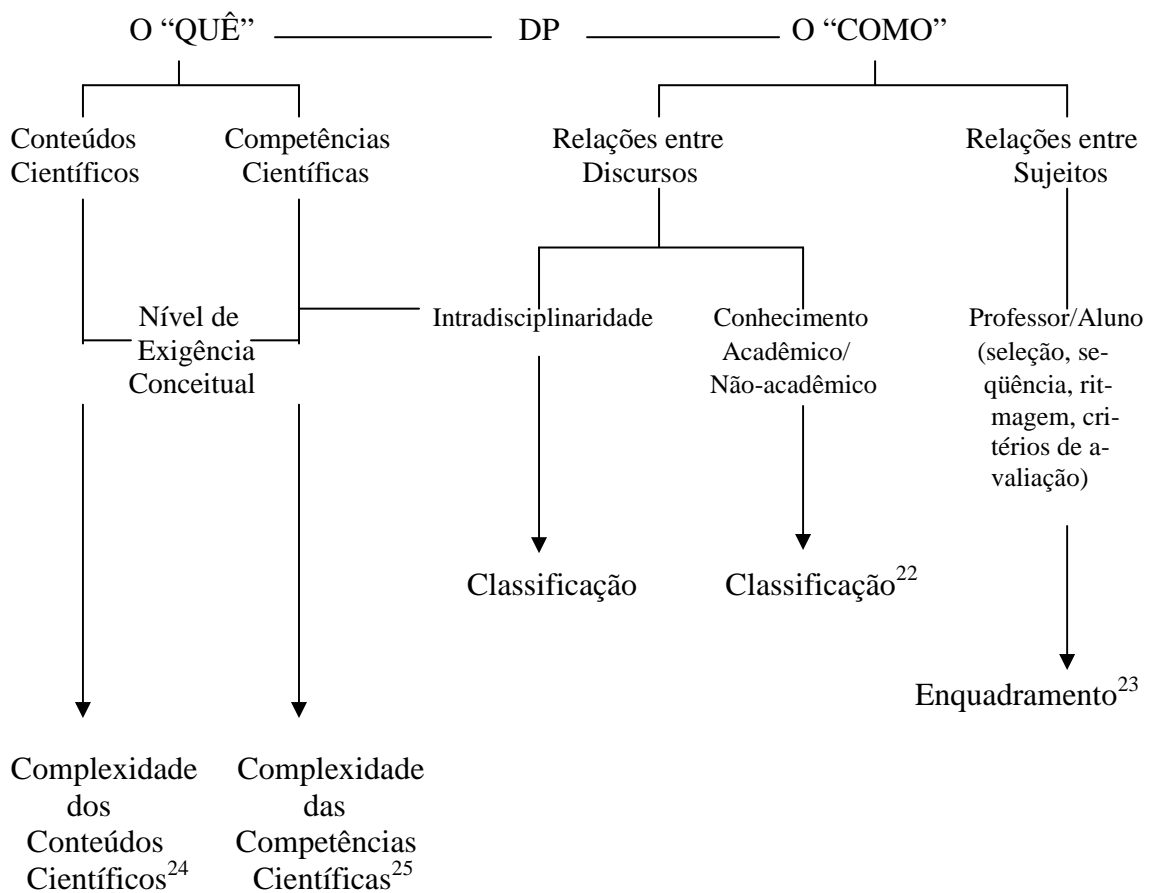 O “QUÊ” DP O “COMO”
Conteúdos
Científicos
Competências
Científicas
Relações entre
Discursos
Relações entre
Sujeitos
Nível de
Exigência
Conceitual
Intradisciplinaridade
Conhecimento
Acadêmico/
Não-acadêmico
Professor/Aluno
(seleção, se-
qüência, rit-
magem, cri-
térios de a-
valiação)
Classificação
Classificação22
Enquadramento23
Complexidade
dos
Conteúdos
Científicos24
Complexidade
das
Competências
Científicas25